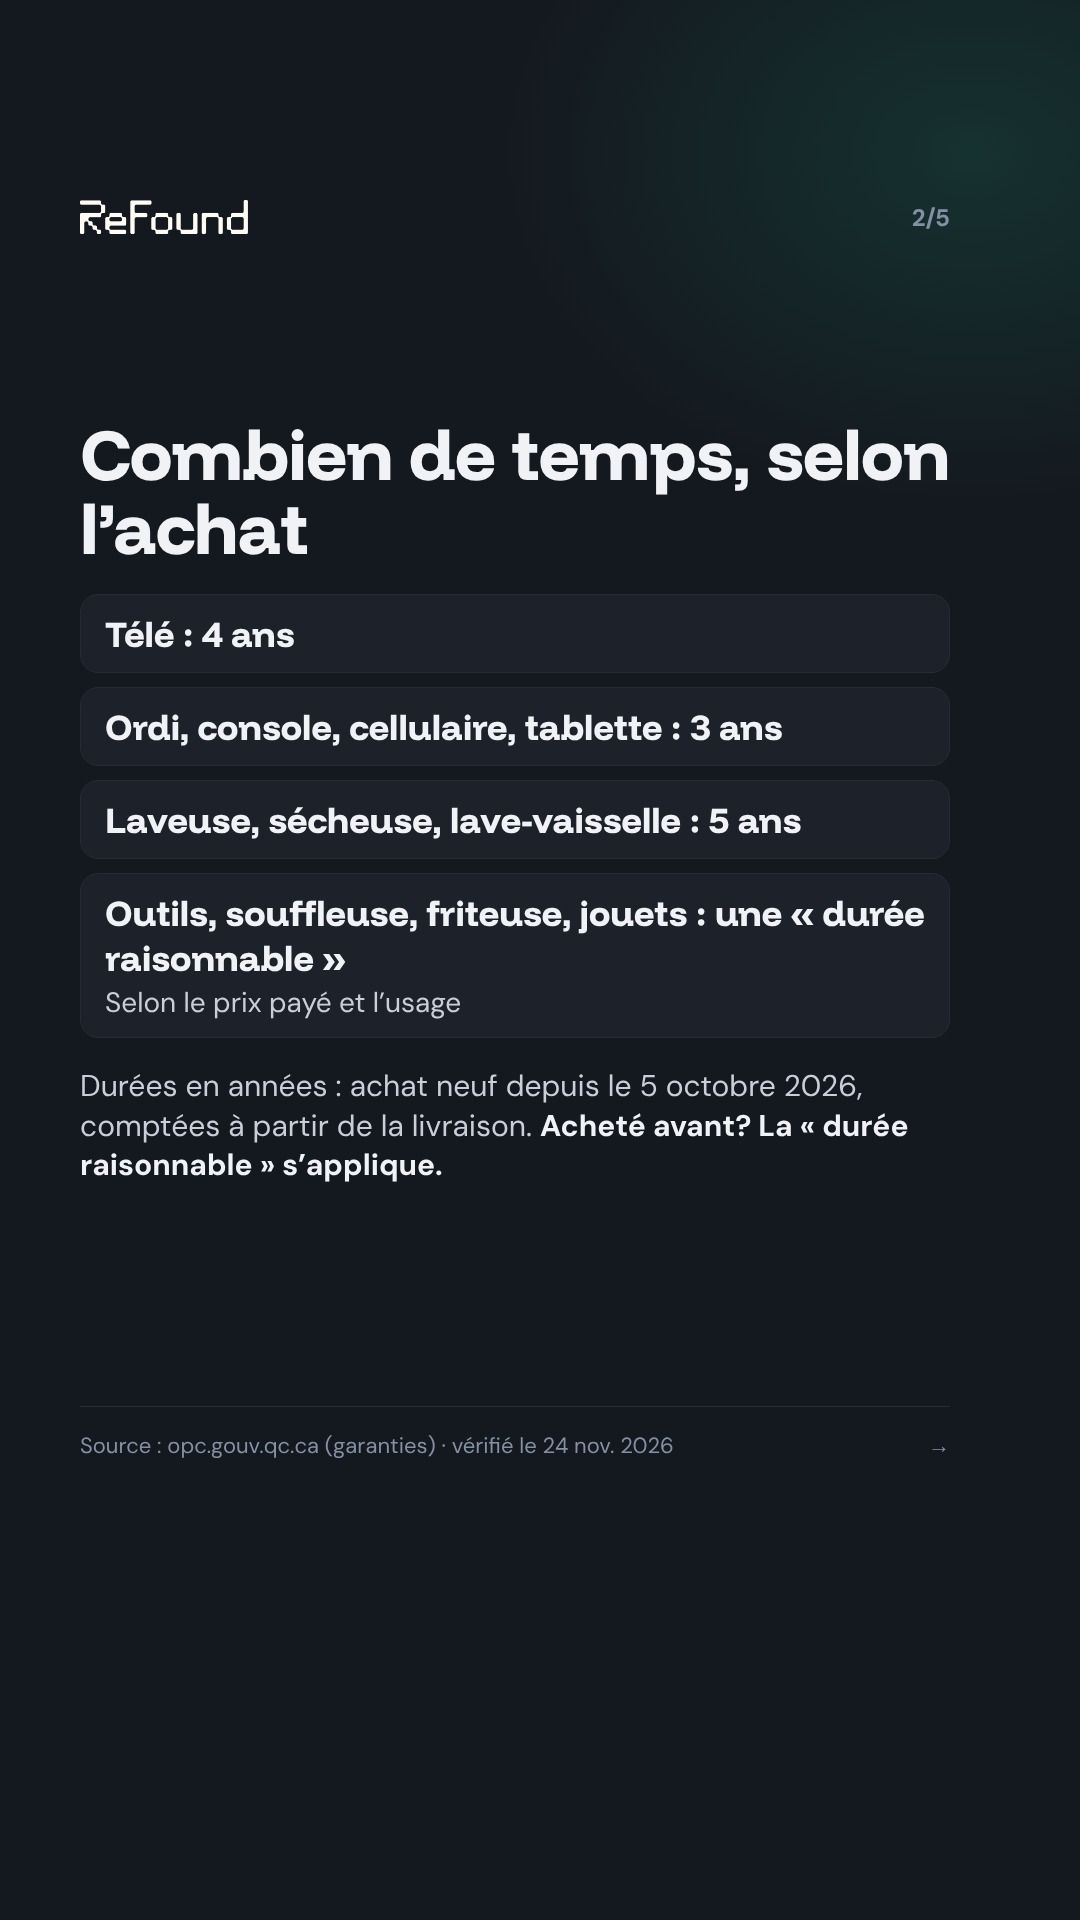 ReFound
2/5
Combien de temps, selon
l’achat
Télé : 4 ans
Ordi, console, cellulaire, tablette : 3 ans
Laveuse, sécheuse, lave-vaisselle : 5 ans
Outils, souffleuse, friteuse, jouets : une « durée
raisonnable »
Selon le prix payé et l’usage
Durées en années : achat neuf depuis le 5 octobre 2026,
comptées à partir de la livraison. Acheté avant? La « durée
raisonnable » s’applique.
Source : opc.gouv.qc.ca (garanties) · vérifié le 24 nov. 2026 →